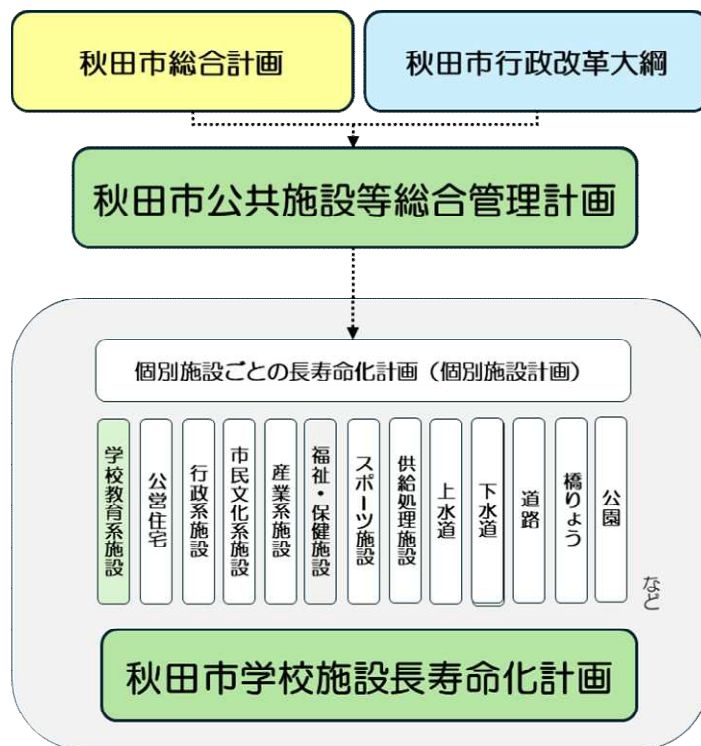 秋田市総合計画
秋田市行政改革大綱
秋田市公共施設等総合管理計画
個別施設ごとの長寿命化計画（個別施設計画）
学校教育系施設
公営住宅
行政系施設
市民文化系施設
産業系施設
福祉・保健施設
スポーツ施設
供給処理施設
上水道
下水道
道路
橋りょう
公園
など
秋田市学校施設長寿命化計画